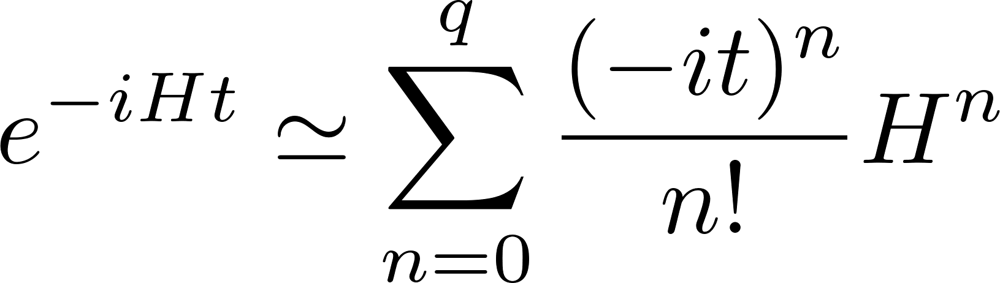 $e^{-iHt} \simeq \sum_{n=0}^{q} \frac{(-it)^n}{n!} H^n$